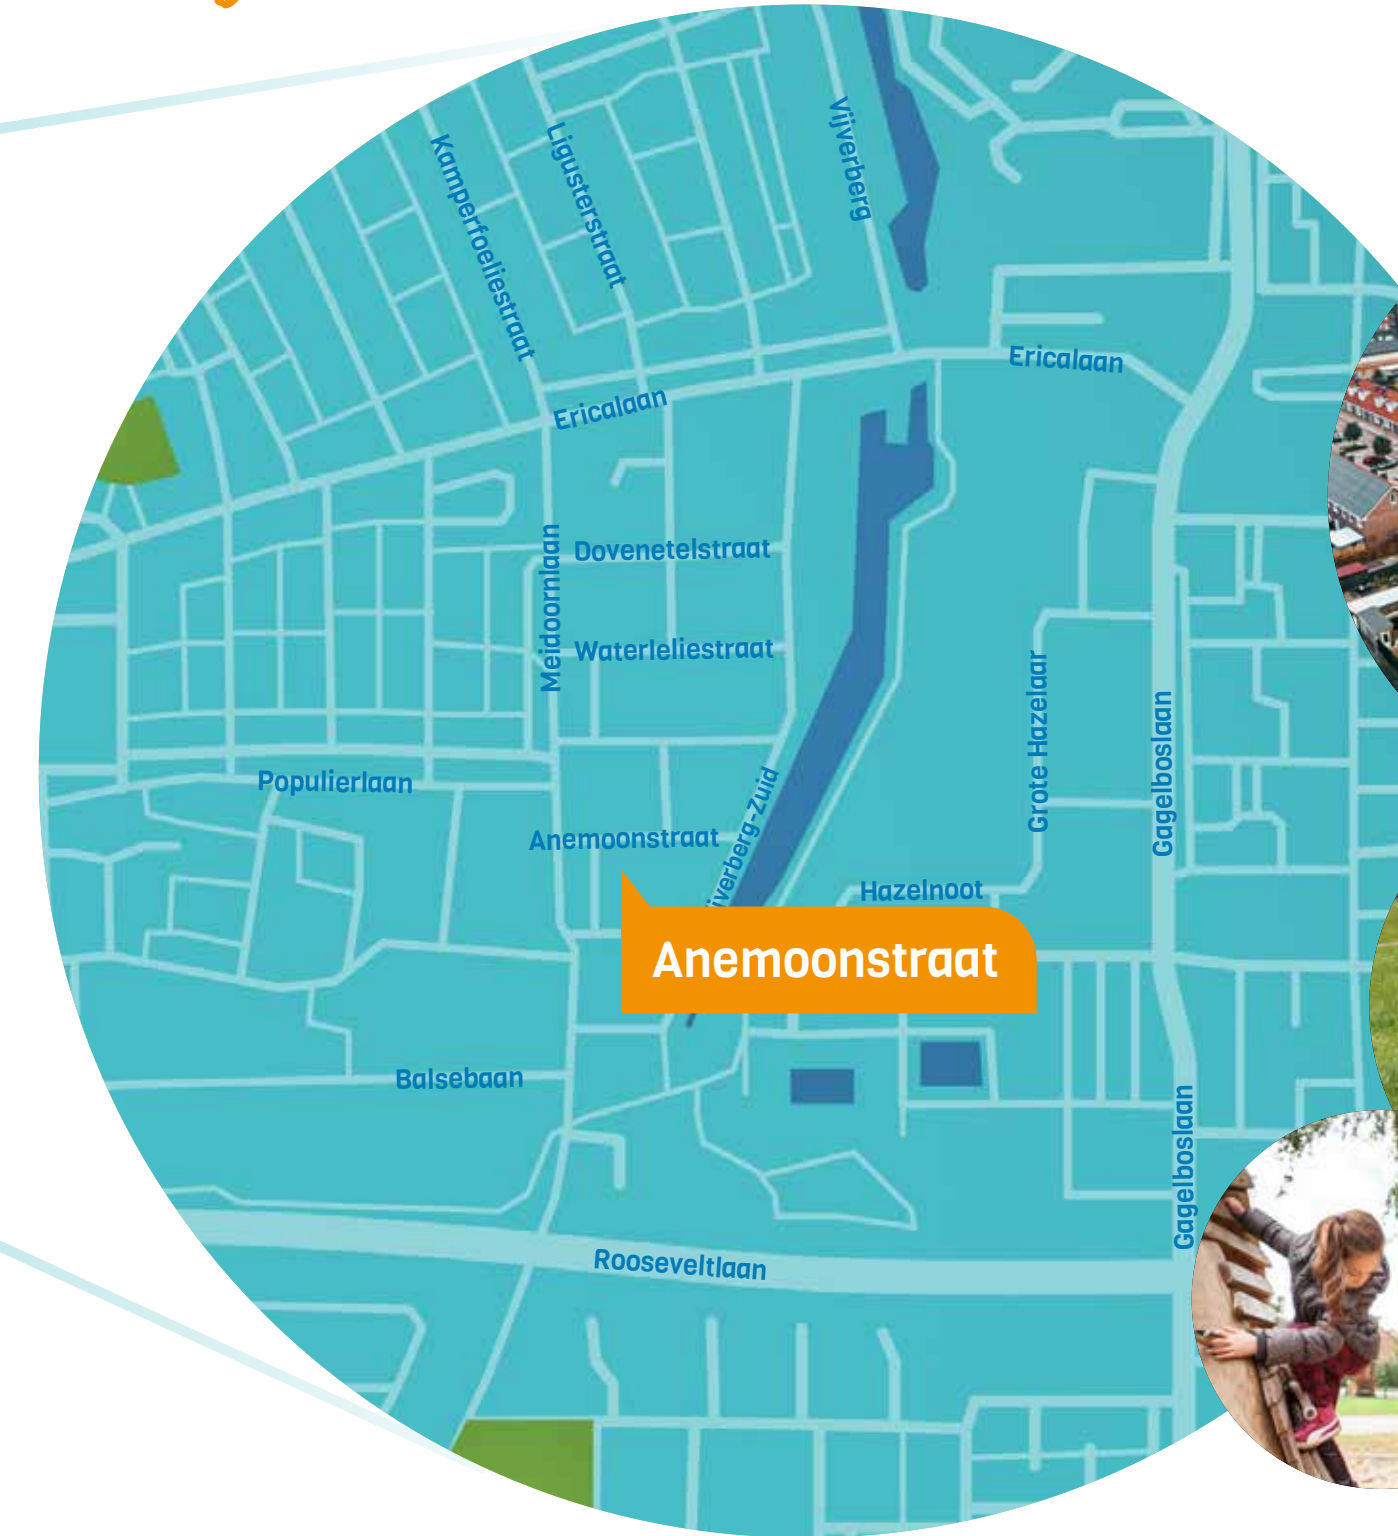 Vijverberg
Ligusterstraat
Kamperfoeliestraat
Ericalaan
Ericalaan
Meidoornlaan
Dovenetelstraat
Waterleliestraat
Grote Hazelaar
Gagelboslaan
Populierlaan
ijverberg-Zuid
Anemoonstraat
Hazelnoot
Anemoonstraat
Balsebaan
Gagelboslaan
Rooseveltlaan